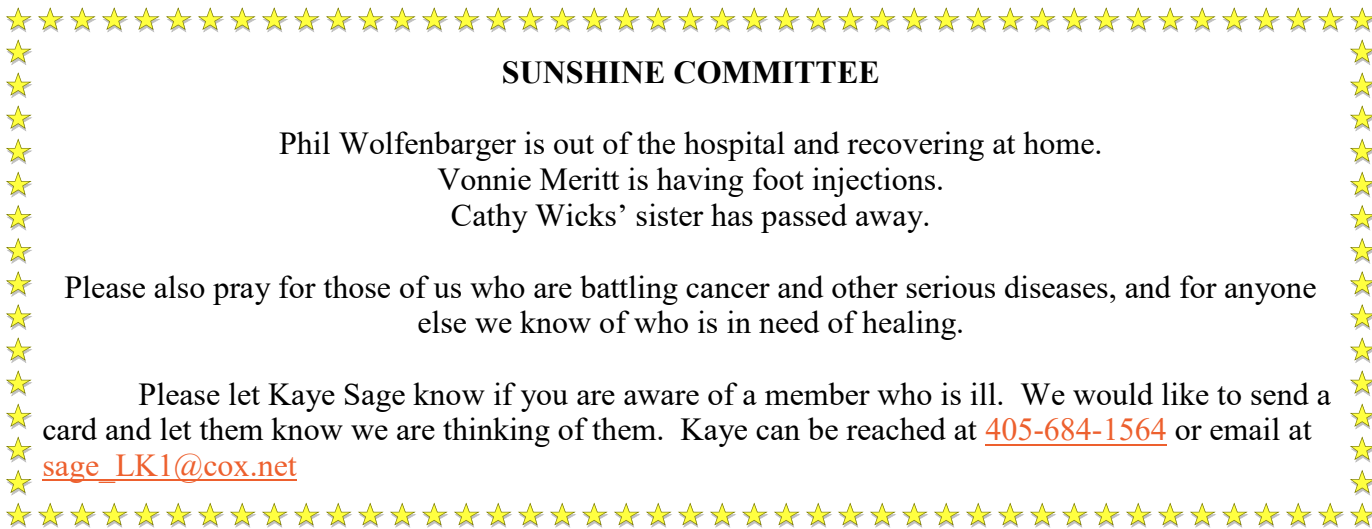 SUNSHINE COMMITTEE
Phil Wolfenbarger is out of the hospital and recovering at home.
Vonnie Meritt is having foot injections.
Cathy Wicks’ sister has passed away.
Please also pray for those of us who are battling cancer and other serious diseases, and for anyone
else we know of who is in need of healing.
Please let Kaye Sage know if you are aware of a member who is ill.  We would like to send a
card and let them know we are thinking of them.  Kaye can be reached at 405-684-1564 or email at
sage_LK1@cox.net